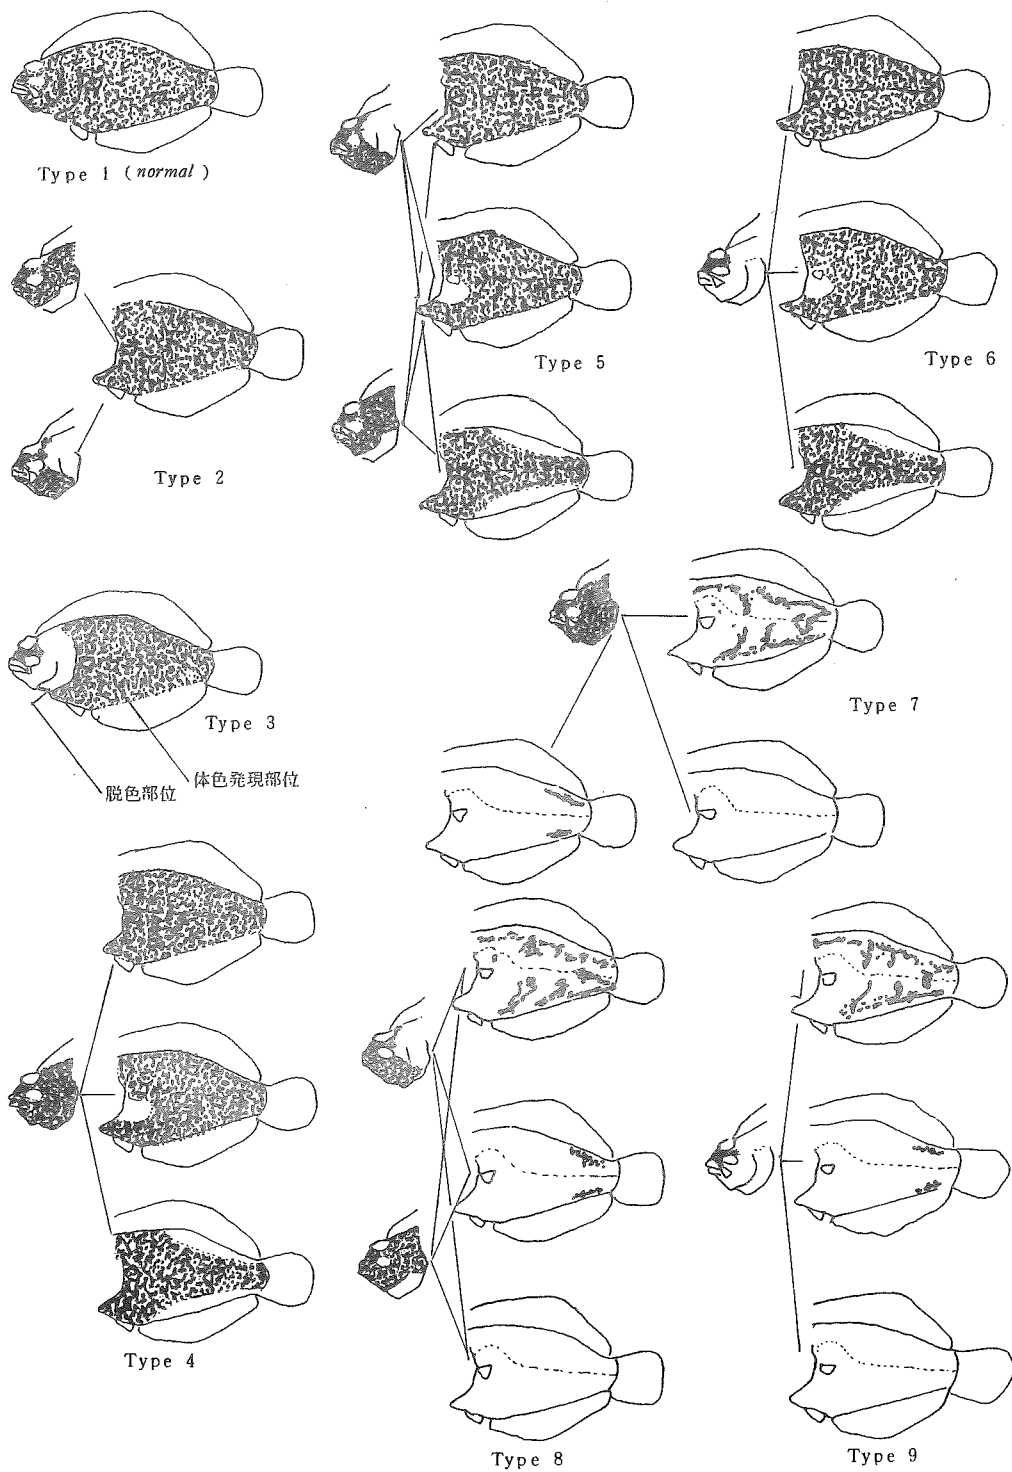 Type 1 (normal)
Type 2
Type 5
Type 6
Type 3
脱色部位
体色発現部位
Type 7
Type 4
Type 8
Type 9